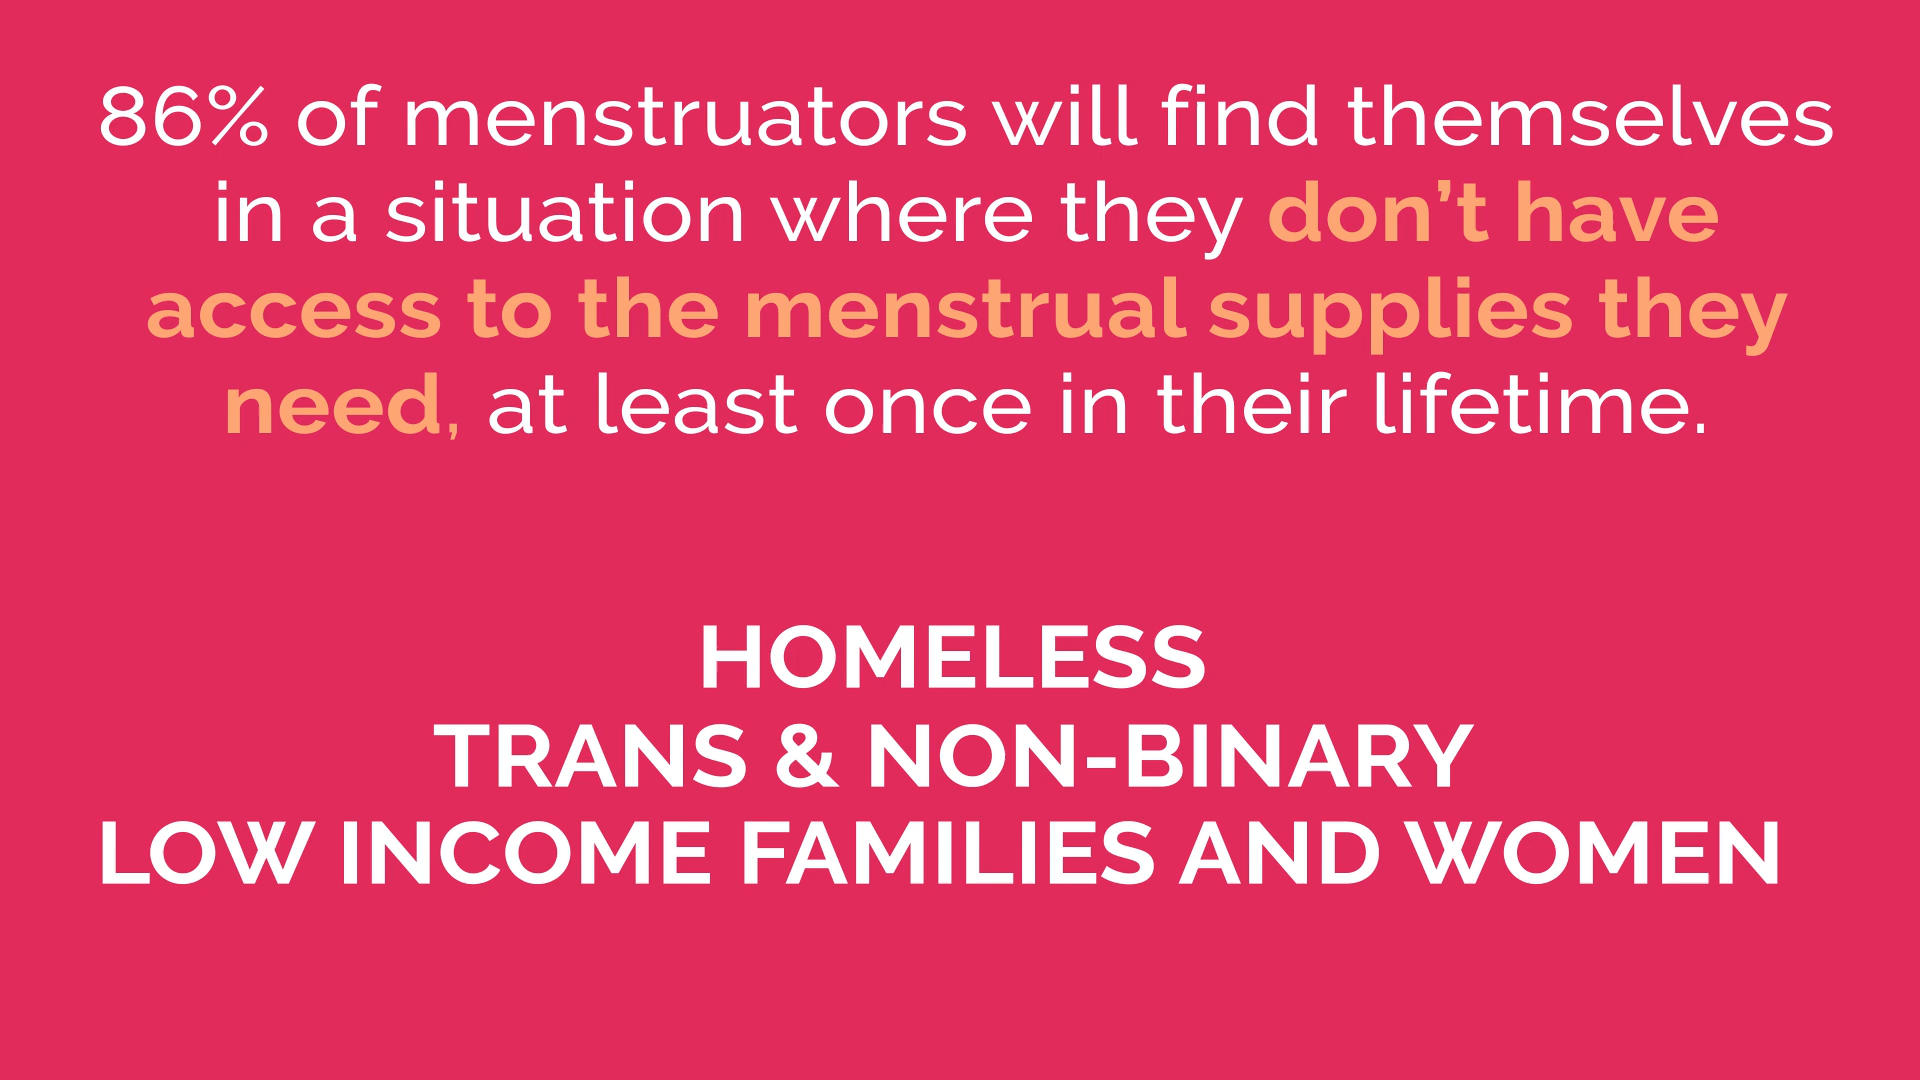 86% of menstruators will find themselves
in a situation where they don’t have
access to the menstrual supplies they
need, at least once in their lifetime.
HOMELESS
TRANS & NON-BINARY
LOW INCOME FAMILIES AND WOMEN